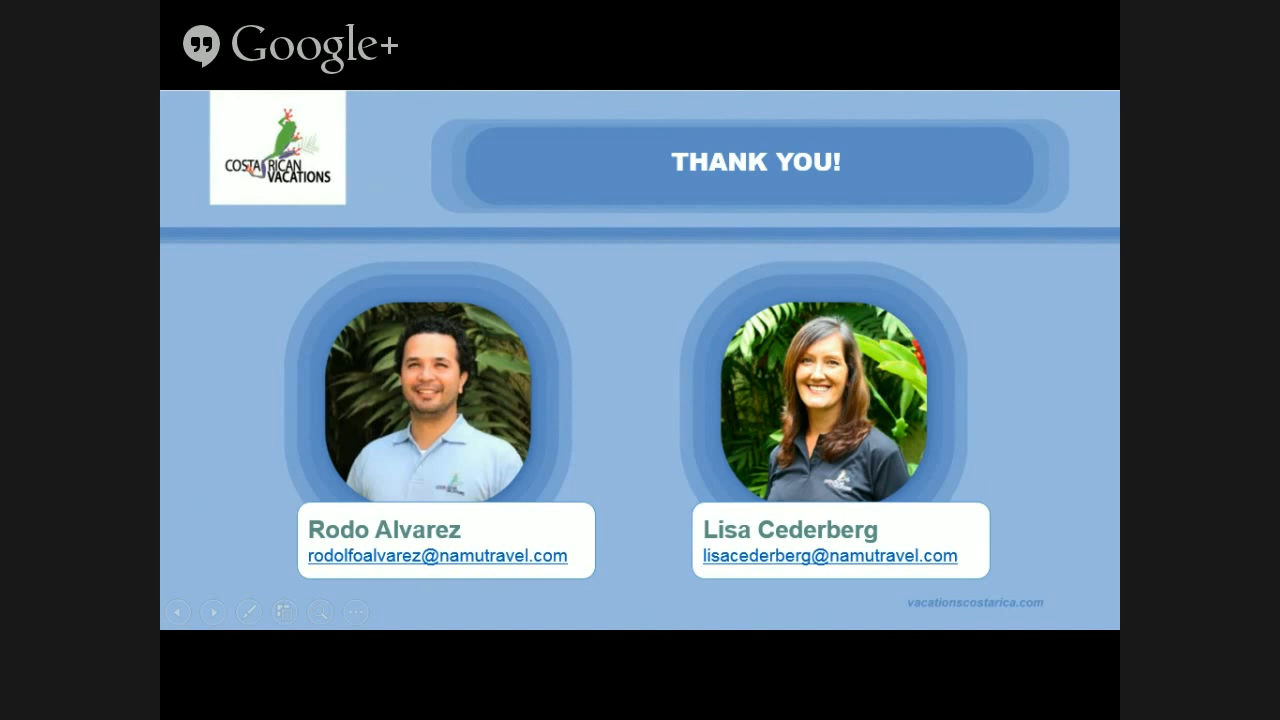 Google+
COSTA RICAN
VACATIONS
THANK YOU!
Rodo Alvarez
rodolfoalvarez@namutravel.com
Lisa Cederberg
lisacederberg@namutravel.com
vacationscostarica.com